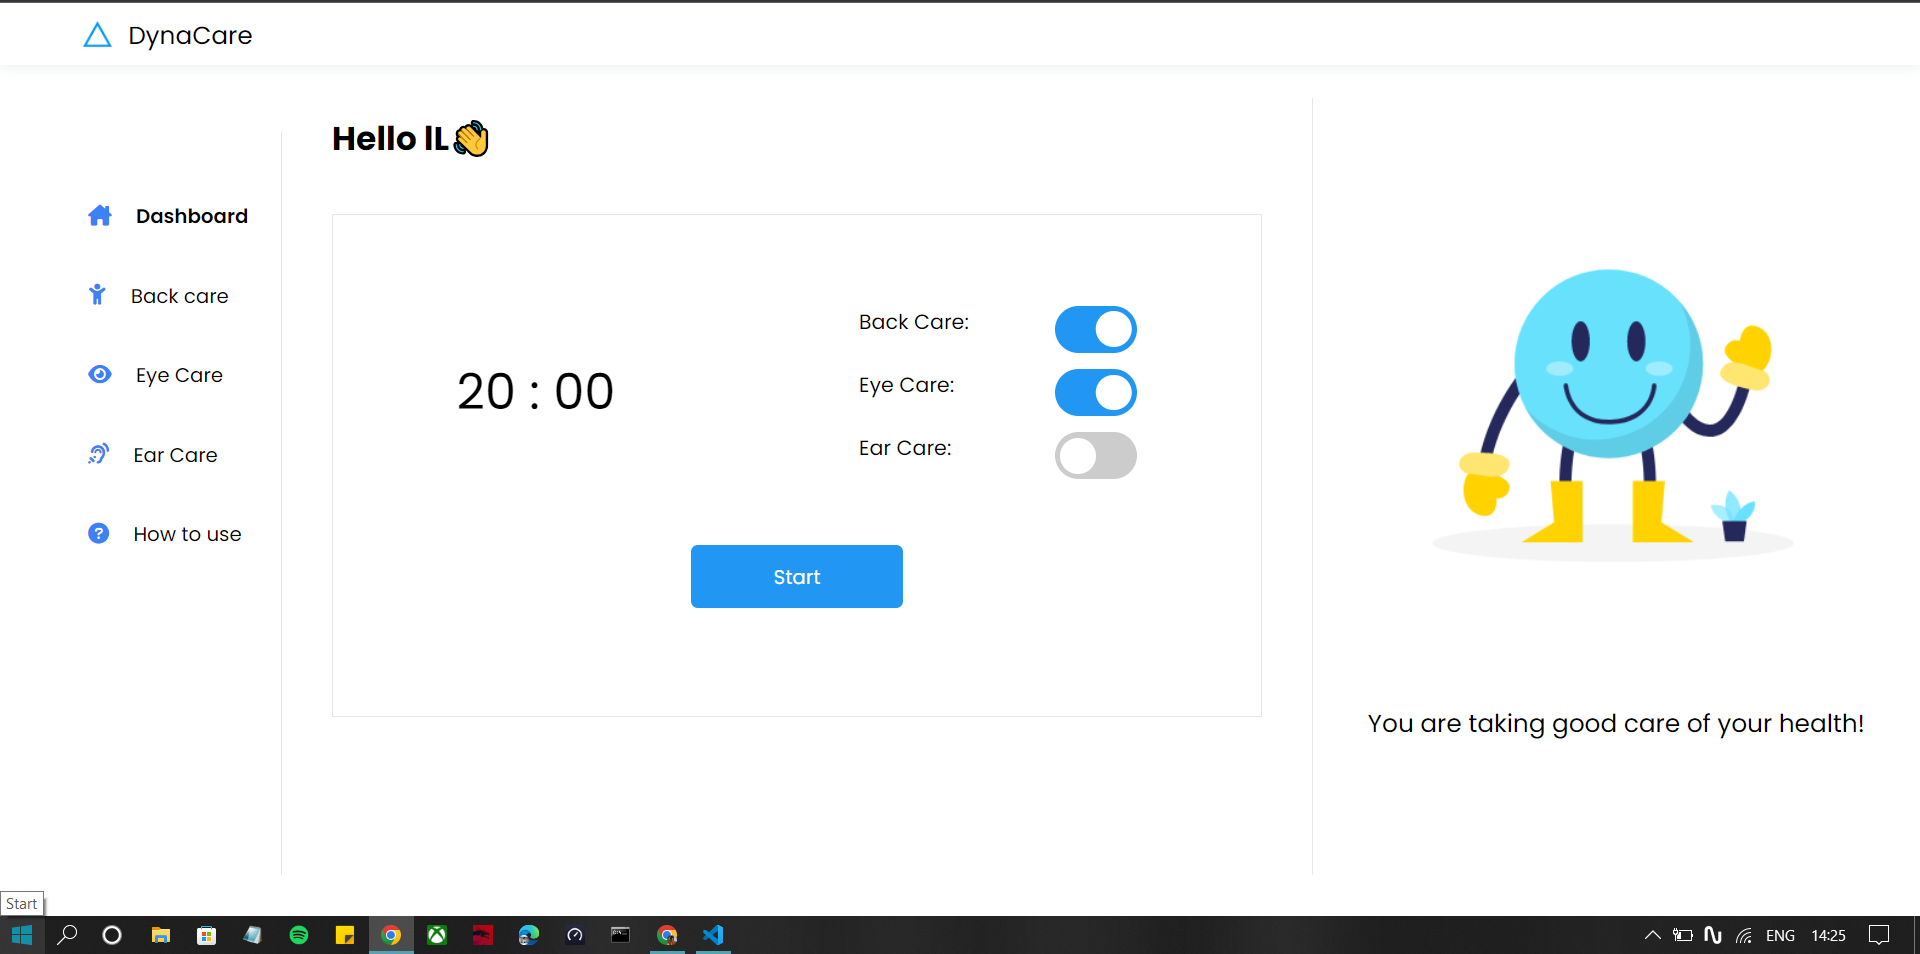 DynaCare
Hello lL👋
Dashboard
Back care
Eye Care
Ear Care
How to use
20 : 00
Back Care:
Eye Care:
Ear Care:
Start
You are taking good care of your health!
Start
ENG
14:25